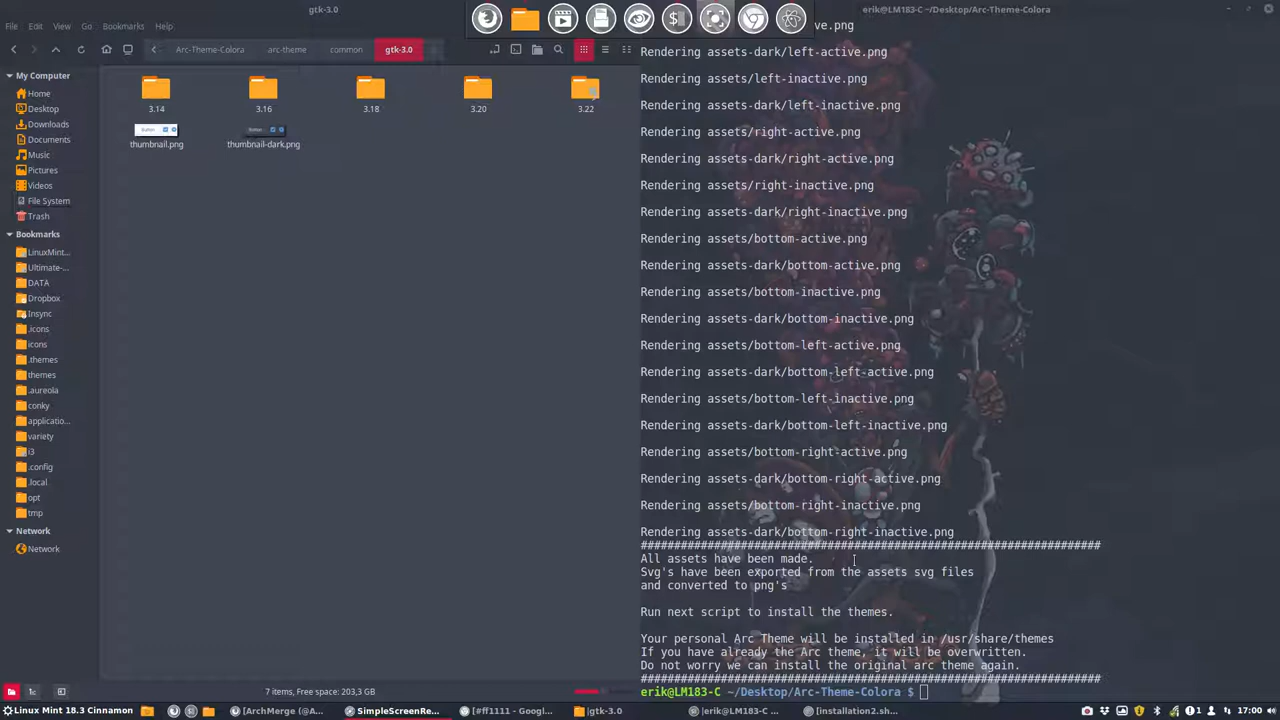 gtk-3.0
File Edit View Go Bookmarks Help
Arc-Theme-Colora arc-theme common gtk-3.0
My Computer
Home
Desktop
Downloads
Documents
Music
Pictures
Videos
File System
Trash
Bookmarks
LinuxMint...
Ultimate-...
DATA
Dropbox
Insync
.icons
icons
.themes
themes
.aureola
conky
applicatio...
variety
i3
.config
.local
opt
tmp
Network
Network
3.14 3.16 3.18 3.20 3.22
thumbnail.png thumbnail-dark.png
7 items, Free space: 203,3 GB
erik@LM183-C ~/Desktop/Arc-Theme-Colora
ve.png
Rendering assets-dark/left-active.png
Rendering assets/left-inactive.png
Rendering assets-dark/left-inactive.png
Rendering assets/right-active.png
Rendering assets-dark/right-active.png
Rendering assets/right-inactive.png
Rendering assets-dark/right-inactive.png
Rendering assets/bottom-active.png
Rendering assets-dark/bottom-active.png
Rendering assets/bottom-inactive.png
Rendering assets-dark/bottom-inactive.png
Rendering assets/bottom-left-active.png
Rendering assets-dark/bottom-left-active.png
Rendering assets/bottom-left-inactive.png
Rendering assets-dark/bottom-left-inactive.png
Rendering assets/bottom-right-active.png
Rendering assets-dark/bottom-right-active.png
Rendering assets/bottom-right-inactive.png
Rendering assets-dark/bottom-right-inactive.png
#####################################################################
All assets have been made.
Svg's have been exported from the assets svg files
and converted to png's
Run next script to install the themes.
Your personal Arc Theme will be installed in /usr/share/themes
If you have already the Arc theme, it will be overwritten.
Do not worry we can install the original arc theme again.
#####################################################################
erik@LM183-C ~/Desktop/Arc-Theme-Colora $
Linux Mint 18.3 Cinnamon [ArchMerge (@A... SimpleScreenRe... [#ff1111 - Googl... |gtk-3.0 |erik@LM183-C ~... [installation2.sh... 1 17:00